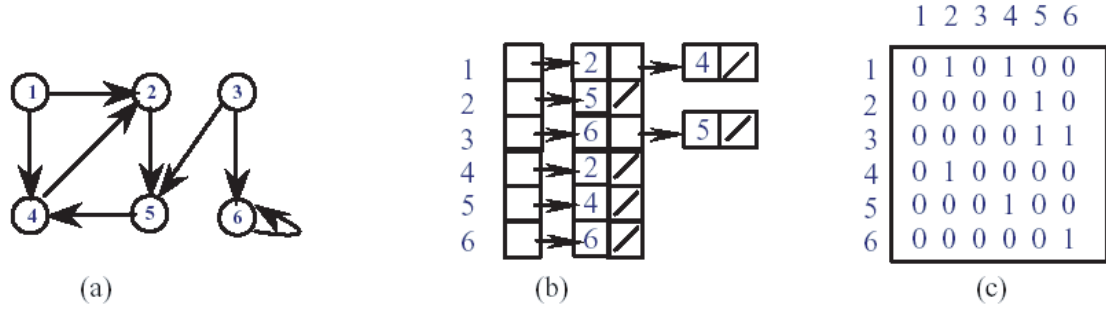 1 2 3
4 5 6
(a)
1 2 4
2 5
3 6 5
4 2
5 4
6 6
(b)
1 2 3 4 5 6
1 0 1 0 1 0 0
2 0 0 0 0 1 0
3 0 0 0 0 1 1
4 0 1 0 0 0 0
5 0 0 0 1 0 0
6 0 0 0 0 0 1
(c)